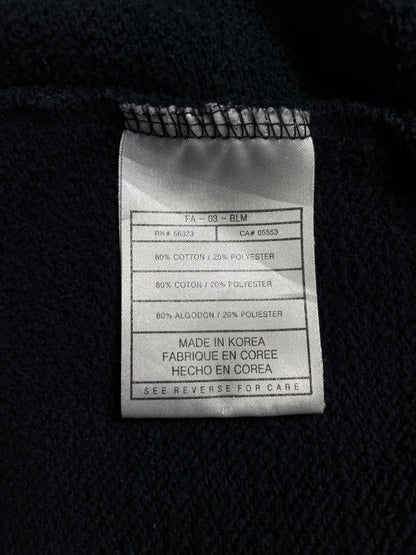 FA - 03 - BLM
RN# 56323 CA# 05553
80% COTTON / 20% POLYESTER
80% COTON / 20% POLYESTER
80% ALGODON / 20% POLIESTER
MADE IN KOREA
FABRIQUE EN COREE
HECHO EN COREA
SEE REVERSE FOR CARE